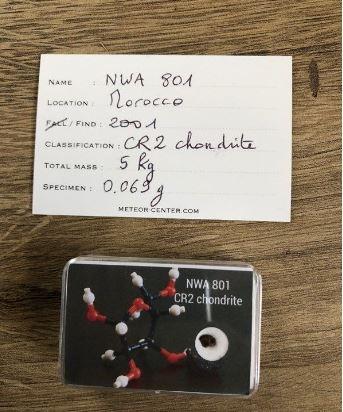 NAME : NWA 801
LOCATION : Morocco
FALL / FIND : 2001
CLASSIFICATION : CR2 chondrite
TOTAL MASS : 5 kg
SPECIMEN : 0.069 g
METEOR-CENTER.COM
NWA 801
CR2 chondrite